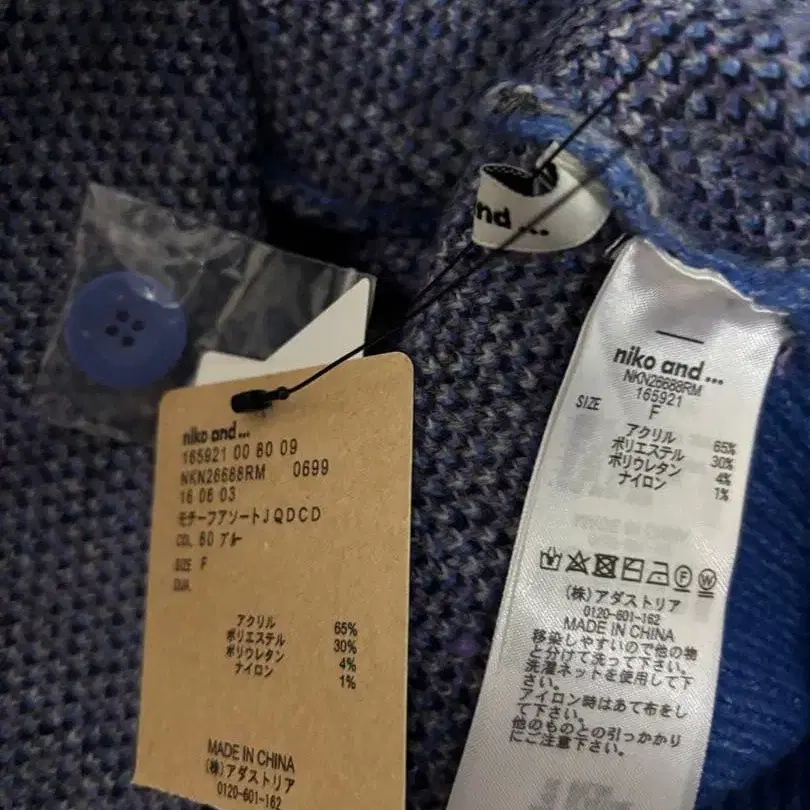 nd...
niko and...
165921 00 60 09
NKN26688RM 0699
16 06 03
モチーフアソートJQDCD
COL 60 ブルー
SIZE F
QUA
アクリル 65%
ポリエステル 30%
ポリウレタン 4%
ナイロン 1%
MADE IN CHINA
(株)アダストリア
0120-601-162
niko and...
NKN26688RM
165921
SIZE F
アクリル 65%
ポリエステル 30%
ポリウレタン 4%
ナイロン 1%
(株)アダストリア
0120-601-162
MADE IN CHINA
移染しやすいので他の物
と分けて洗って下さい。
洗濯ネットを使用して下
さい。
アイロン時はあて布をし
て下さい。
他のものとの引っかかり
にご注意下さい。